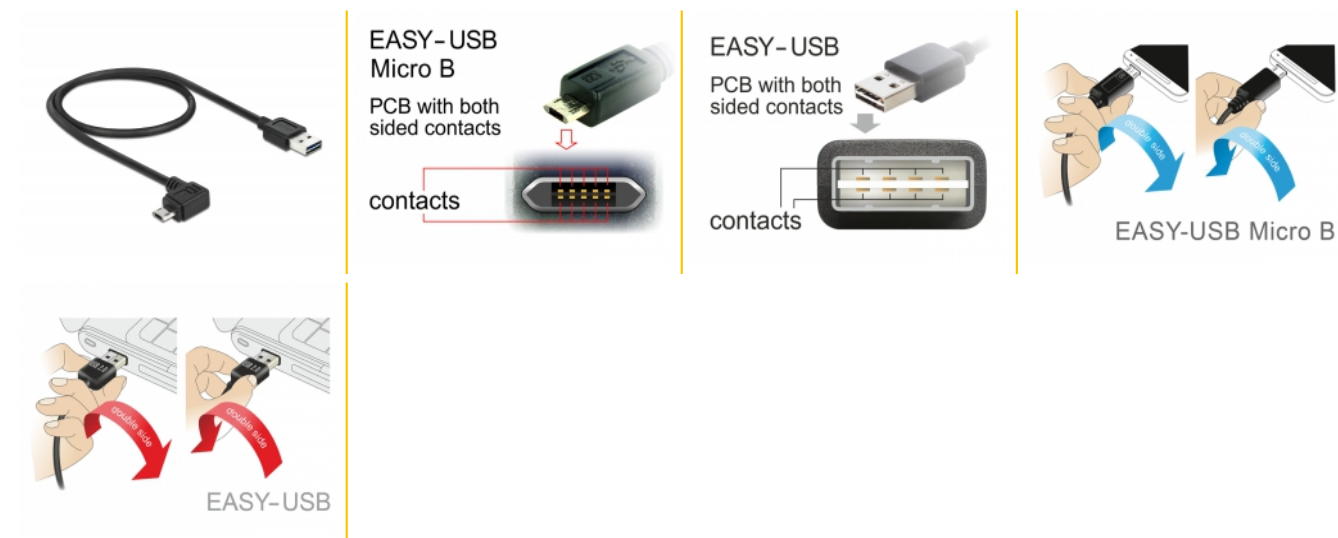 EASY-USB
Micro B
PCB with both
sided contacts
contacts
EASY-USB
PCB with both
sided contacts
contacts
double side
double side
EASY-USB Micro B
double side
double side
EASY-USB